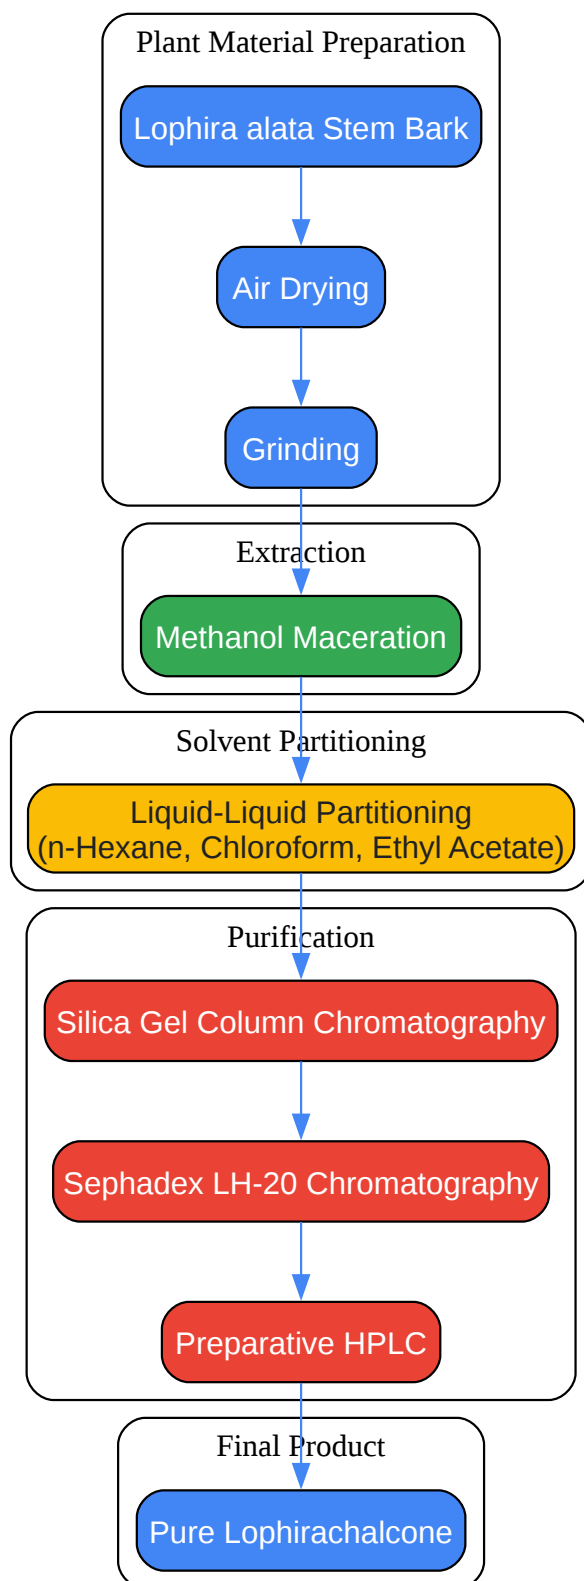 Plant Material Preparation
Lophira alata Stem Bark
Air Drying
Grinding
Extraction
Methanol Maceration
Solvent Partitioning
Liquid-Liquid Partitioning
(n-Hexane, Chloroform, Ethyl Acetate)
Purification
Silica Gel Column Chromatography
Sephadex LH-20 Chromatography
Preparative HPLC
Final Product
Pure Lophirachalcone